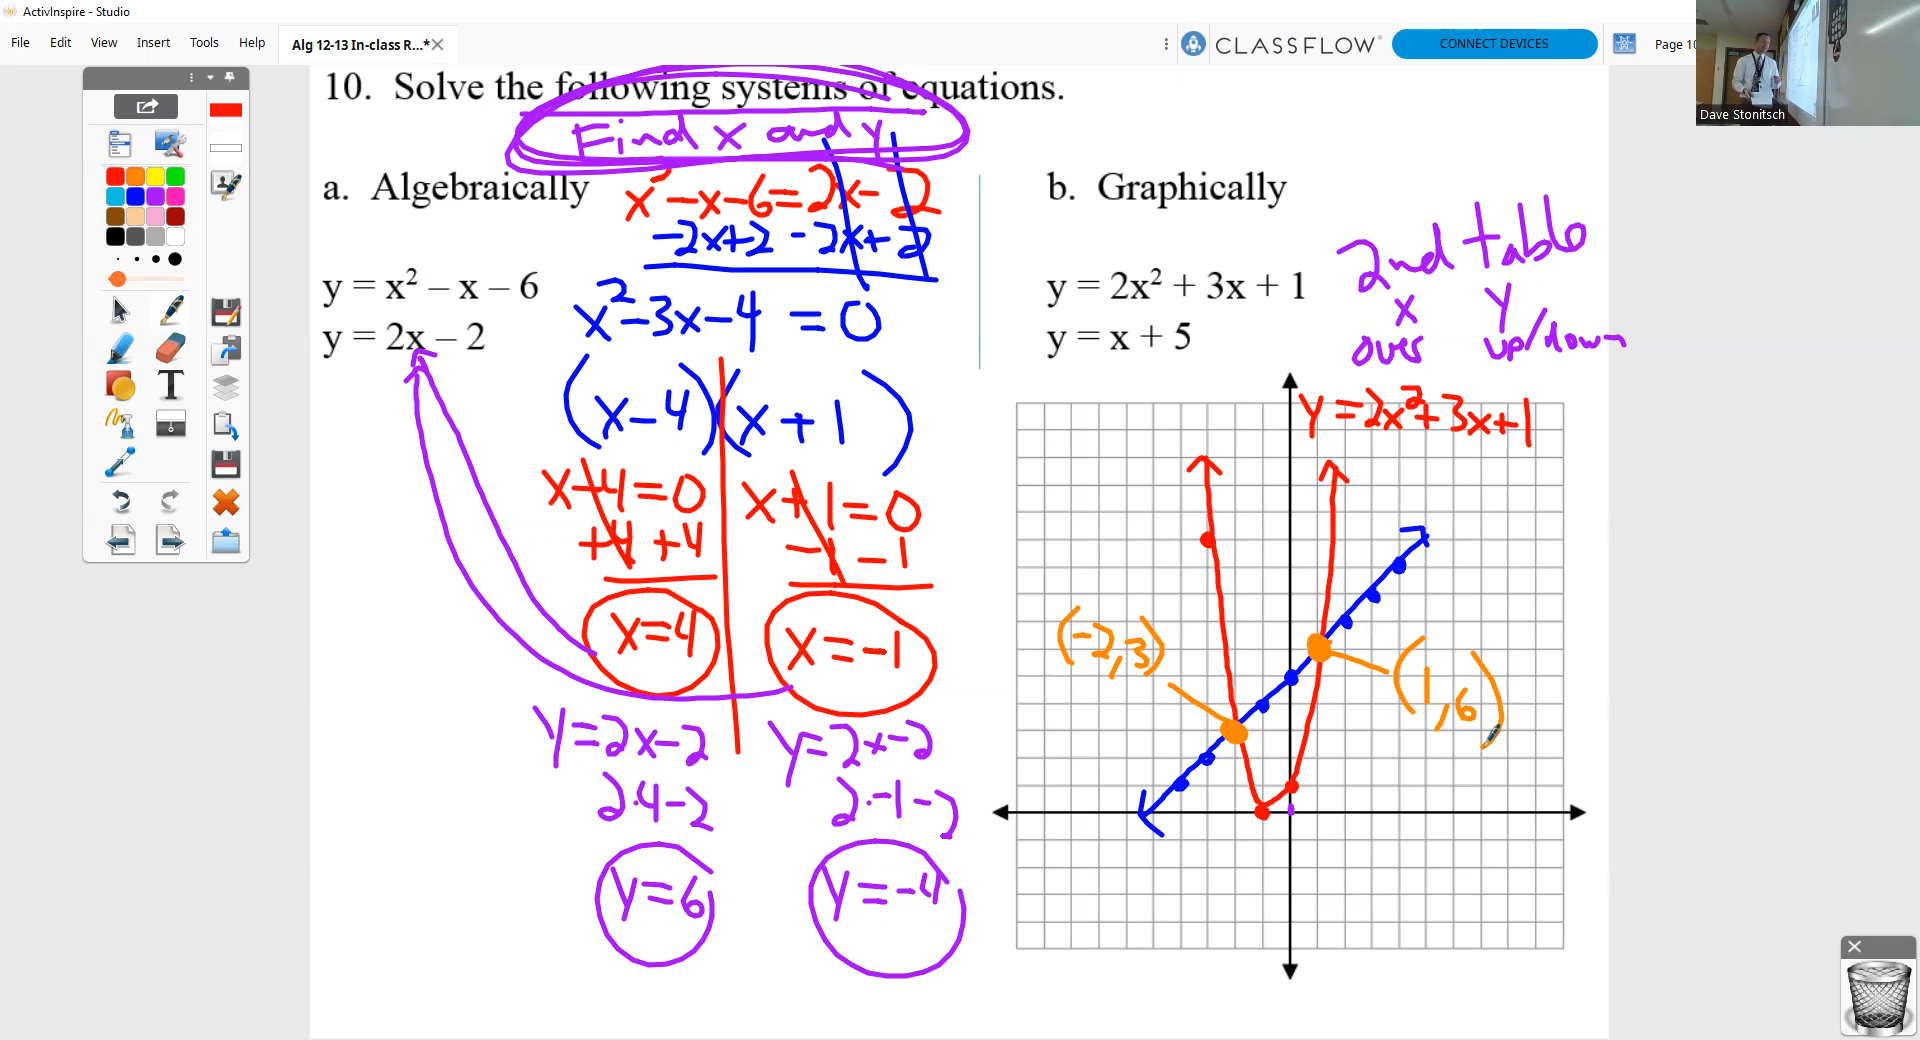 ActivInspire - Studio
File Edit View Insert Tools Help
Alg 12-13 In-class R...*
CLASSFLOW
CONNECT DEVICES
Page 10
Dave Stonitsch
10. Solve the following systems of equations.
Find x and y
a. Algebraically
y = x² – x – 6
y = 2x – 2
x² - x - 6 = 2x - 2
-2x+2 -2x+2
x² - 3x - 4 = 0
(x - 4)(x + 1)
x + 4 = 0
+4 +4
x = 4
x + 1 = 0
-1 -1
x = -1
y = 2x - 2
2·4 - 2
y = 6
y = 2x - 2
2·-1 - 2
y = -4
b. Graphically
y = 2x² + 3x + 1
y = x + 5
2nd table
x y
over up/down
y = 2x² + 3x + 1
(-2, 3)
(1, 6)